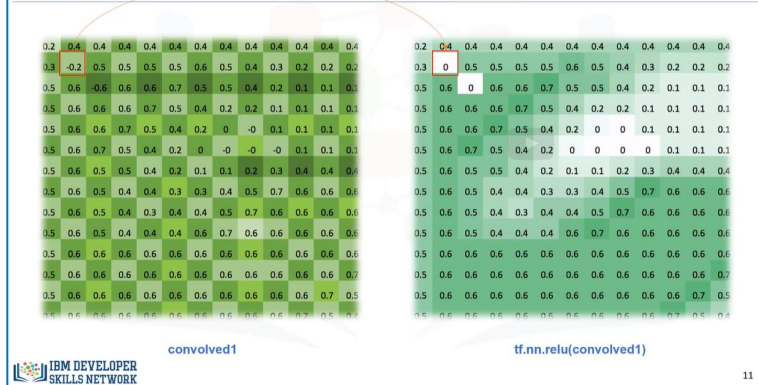 0.2 0.4 0.4 0.4 0.4 0.4 0.4 0.4 0.4 0.4 0.4 0.4 0.4
0.3 -0.2 0.5 0.5 0.5 0.5 0.6 0.5 0.4 0.3 0.2 0.2 0.2
0.5 0.6 -0.6 0.6 0.6 0.7 0.5 0.5 0.4 0.2 0.1 0.1 0.1
0.5 0.6 0.6 0.6 0.7 0.5 0.4 0.2 0.2 0.1 0.1 0.1 0.1
0.5 0.6 0.6 0.7 0.5 0.4 0.2 0 -0 0.1 0.1 0.1 0.1
0.5 0.6 0.7 0.5 0.4 0.2 0 -0 -0 -0 0.1 0.1 0.1
0.5 0.6 0.5 0.5 0.4 0.2 0.1 0.1 0.2 0.3 0.4 0.4 0.4
0.5 0.6 0.5 0.4 0.4 0.3 0.3 0.4 0.5 0.7 0.6 0.6 0.6
0.5 0.6 0.5 0.4 0.3 0.4 0.4 0.5 0.7 0.6 0.6 0.6 0.6
0.5 0.6 0.5 0.4 0.4 0.4 0.6 0.7 0.6 0.6 0.6 0.6 0.6
0.5 0.6 0.6 0.6 0.6 0.6 0.6 0.6 0.6 0.6 0.6 0.6 0.6
0.5 0.6 0.6 0.6 0.6 0.6 0.6 0.6 0.6 0.6 0.6 0.6 0.7
0.5 0.6 0.6 0.6 0.6 0.6 0.6 0.6 0.6 0.6 0.6 0.7 0.5
convolved1
0.2 0.4 0.4 0.4 0.4 0.4 0.4 0.4 0.4 0.4 0.4 0.4 0.4
0.3 0 0.5 0.5 0.5 0.5 0.6 0.5 0.4 0.3 0.2 0.2 0.2
0.5 0.6 0 0.6 0.6 0.7 0.5 0.5 0.4 0.2 0.1 0.1 0.1
0.5 0.6 0.6 0.6 0.7 0.5 0.4 0.2 0.2 0.1 0.1 0.1 0.1
0.5 0.6 0.6 0.7 0.5 0.4 0.2 0 0 0.1 0.1 0.1 0.1
0.5 0.6 0.7 0.5 0.4 0.2 0 0 0 0 0.1 0.1 0.1
0.5 0.6 0.5 0.5 0.4 0.2 0.1 0.1 0.2 0.3 0.4 0.4 0.4
0.5 0.6 0.5 0.4 0.4 0.3 0.3 0.4 0.5 0.7 0.6 0.6 0.6
0.5 0.6 0.5 0.4 0.3 0.4 0.4 0.5 0.7 0.6 0.6 0.6 0.6
0.5 0.6 0.5 0.4 0.4 0.4 0.6 0.7 0.6 0.6 0.6 0.6 0.6
0.5 0.6 0.6 0.6 0.6 0.6 0.6 0.6 0.6 0.6 0.6 0.6 0.6
0.5 0.6 0.6 0.6 0.6 0.6 0.6 0.6 0.6 0.6 0.6 0.6 0.7
0.5 0.6 0.6 0.6 0.6 0.6 0.6 0.6 0.6 0.6 0.6 0.7 0.5
tf.nn.relu(convolved1)
IBM DEVELOPER
SKILLS NETWORK
11